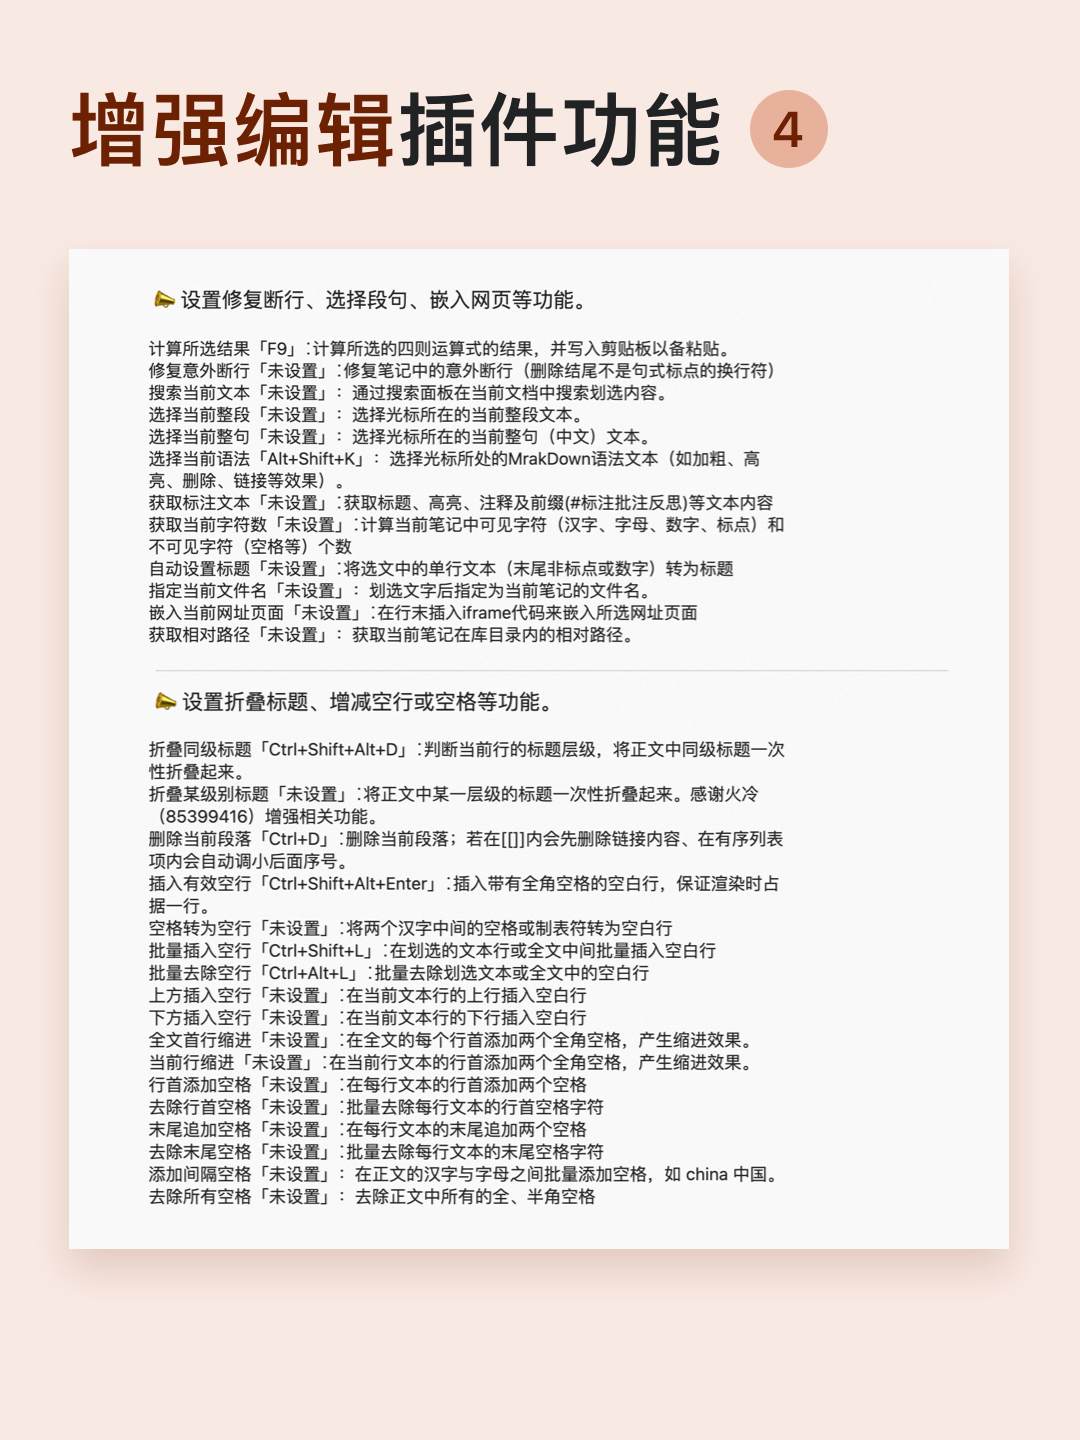 增强编辑插件功能 4
设置修复断行、选择段句、嵌入网页等功能。
计算所选结果「F9」:计算所选的四则运算式的结果，并写入剪贴板以备粘贴。
修复意外断行「未设置」:修复笔记中的意外断行（删除结尾不是句式标点的换行符）
搜索当前文本「未设置」：通过搜索面板在当前文档中搜索划选内容。
选择当前整段「未设置」：选择光标所在的当前整段文本。
选择当前整句「未设置」：选择光标所在的当前整句（中文）文本。
选择当前语法「Alt+Shift+K」：选择光标所处的MrakDown语法文本（如加粗、高
亮、删除、链接等效果）。
获取标注文本「未设置」:获取标题、高亮、注释及前缀(#标注批注反思)等文本内容
获取当前字符数「未设置」:计算当前笔记中可见字符（汉字、字母、数字、标点）和
不可见字符（空格等）个数
自动设置标题「未设置」:将选文中的单行文本（末尾非标点或数字）转为标题
指定当前文件名「未设置」：划选文字后指定为当前笔记的文件名。
嵌入当前网址页面「未设置」:在行末插入iframe代码来嵌入所选网址页面
获取相对路径「未设置」：获取当前笔记在库目录内的相对路径。
设置折叠标题、增减空行或空格等功能。
折叠同级标题「Ctrl+Shift+Alt+D」:判断当前行的标题层级，将正文中同级标题一次
性折叠起来。
折叠某级别标题「未设置」:将正文中某一层级的标题一次性折叠起来。感谢火冷
（85399416）增强相关功能。
删除当前段落「Ctrl+D」:删除当前段落；若在[[]]内会先删除链接内容、在有序列表
项内会自动调小后面序号。
插入有效空行「Ctrl+Shift+Alt+Enter」:插入带有全角空格的空白行，保证渲染时占
据一行。
空格转为空行「未设置」:将两个汉字中间的空格或制表符转为空白行
批量插入空行「Ctrl+Shift+L」:在划选的文本行或全文中间批量插入空白行
批量去除空行「Ctrl+Alt+L」:批量去除划选文本或全文中的空白行
上方插入空行「未设置」:在当前文本行的上行插入空白行
下方插入空行「未设置」:在当前文本行的下行插入空白行
全文首行缩进「未设置」:在全文的每个行首添加两个全角空格，产生缩进效果。
当前行缩进「未设置」:在当前行文本的行首添加两个全角空格，产生缩进效果。
行首添加空格「未设置」:在每行文本的行首添加两个空格
去除行首空格「未设置」:批量去除每行文本的行首空格字符
末尾追加空格「未设置」:在每行文本的末尾追加两个空格
去除末尾空格「未设置」:批量去除每行文本的末尾空格字符
添加间隔空格「未设置」：在正文的汉字与字母之间批量添加空格，如 china 中国。
去除所有空格「未设置」：去除正文中所有的全、半角空格